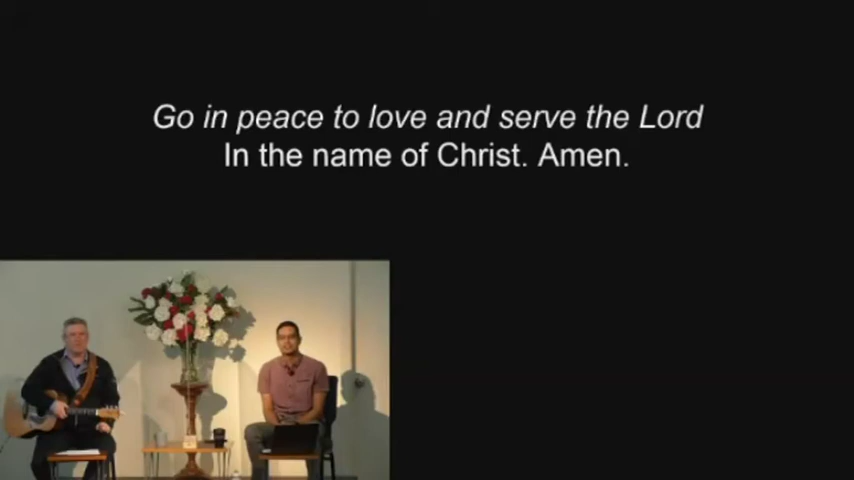 Go in peace to love and serve the Lord
In the name of Christ. Amen.